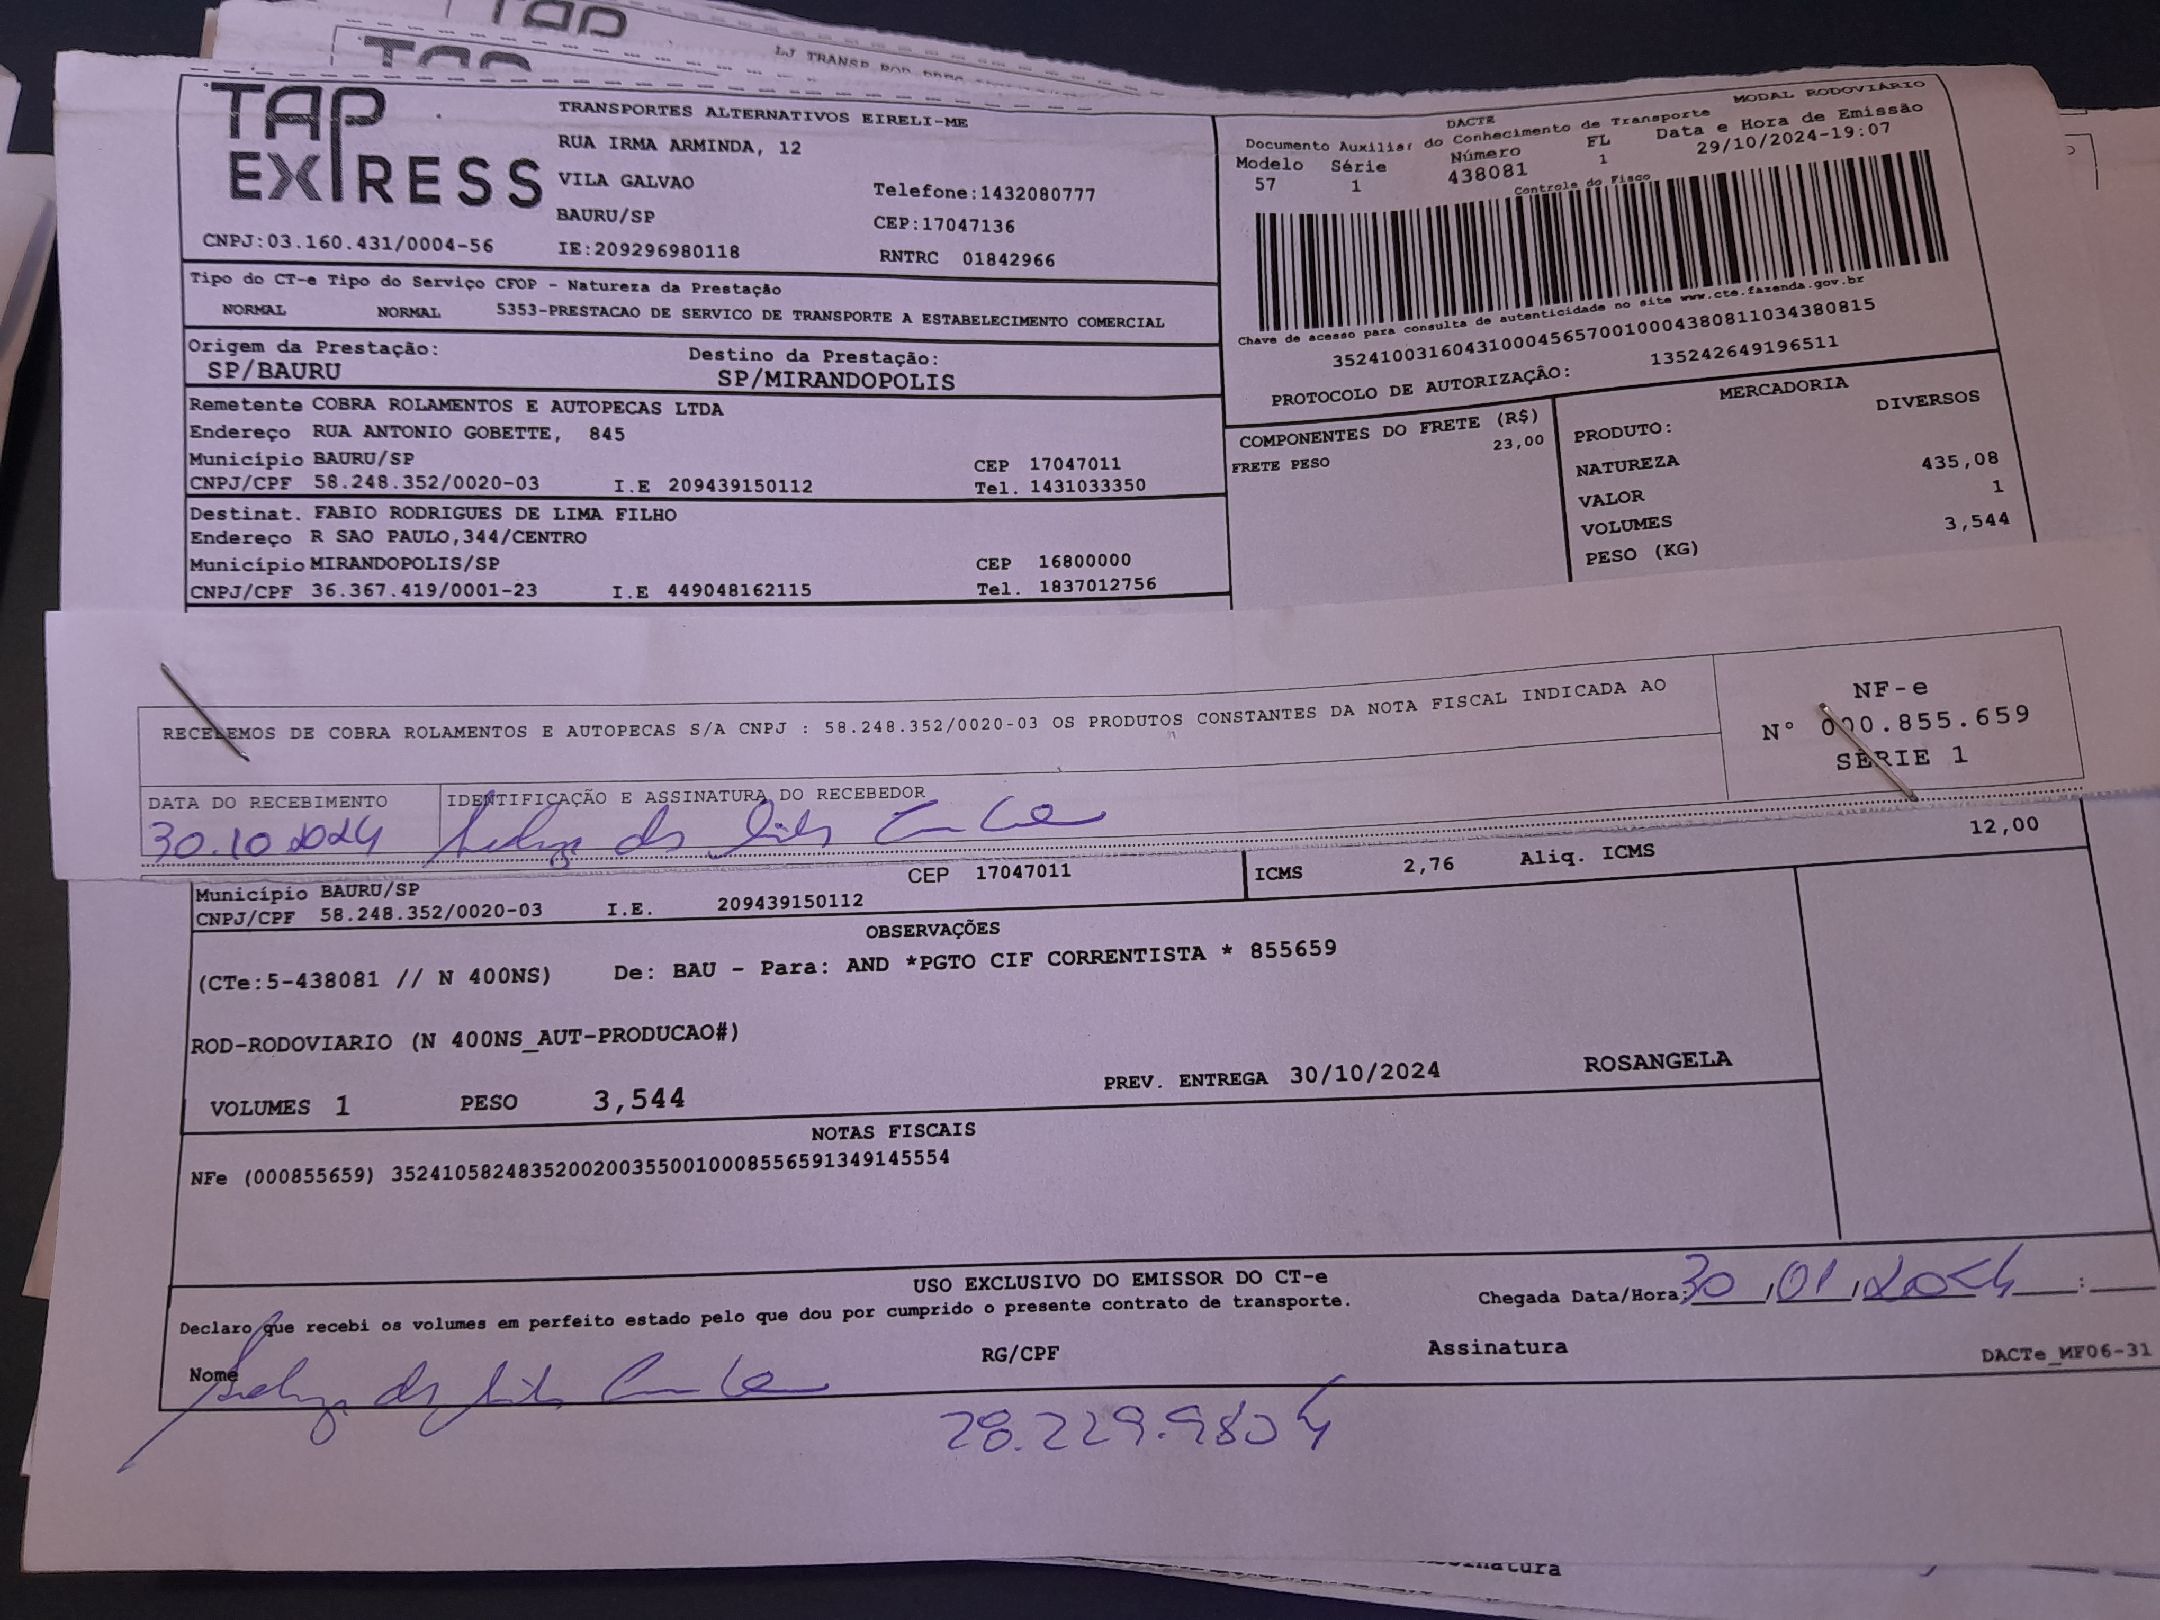 TAP
LJ TRANSP ROD
TAP
EXPRESS
CNPJ:03.160.431/0004-56
TRANSPORTES ALTERNATIVOS EIRELI-ME
RUA IRMA ARMINDA, 12
VILA GALVAO
Telefone:1432080777
BAURU/SP
CEP:17047136
IE:209296980118
RNTRC 01842966
DACTE
MODAL RODOVIÁRIO
Documento Auxiliar do Conhecimento de Transporte
Modelo Série Número FL Data e Hora de Emissão
57 1 438081 1 29/10/2024-19:07
Controle do Fisco
Chave de acesso para consulta de autenticidade no site www.cte.fazenda.gov.br
35241003160431000456570010004380811034380815
PROTOCOLO DE AUTORIZAÇÃO: 135242649196511
Tipo do CT-e Tipo do Serviço CFOP - Natureza da Prestação
NORMAL NORMAL 5353-PRESTACAO DE SERVICO DE TRANSPORTE A ESTABELECIMENTO COMERCIAL
Origem da Prestação: Destino da Prestação:
SP/BAURU SP/MIRANDOPOLIS
Remetente COBRA ROLAMENTOS E AUTOPECAS LTDA
Endereço RUA ANTONIO GOBETTE, 845
Município BAURU/SP CEP 17047011
CNPJ/CPF 58.248.352/0020-03 I.E 209439150112 Tel. 1431033350
Destinat. FABIO RODRIGUES DE LIMA FILHO
Endereço R SAO PAULO,344/CENTRO
Município MIRANDOPOLIS/SP CEP 16800000
CNPJ/CPF 36.367.419/0001-23 I.E 449048162115 Tel. 1837012756
COMPONENTES DO FRETE (R$)
FRETE PESO 23,00
MERCADORIA
PRODUTO: DIVERSOS
NATUREZA
VALOR 435,08
VOLUMES 1
PESO (KG) 3,544
RECEBEMOS DE COBRA ROLAMENTOS E AUTOPECAS S/A CNPJ : 58.248.352/0020-03 OS PRODUTOS CONSTANTES DA NOTA FISCAL INDICADA AO
NF-e
N° 000.855.659
SÉRIE 1
DATA DO RECEBIMENTO IDENTIFICAÇÃO E ASSINATURA DO RECEBEDOR
30.10 2024
Município BAURU/SP CEP 17047011
CNPJ/CPF 58.248.352/0020-03 I.E. 209439150112
ICMS 2,76 Aliq. ICMS 12,00
OBSERVAÇÕES
(CTe:5-438081 // N 400NS) De: BAU - Para: AND *PGTO CIF CORRENTISTA * 855659
ROD-RODOVIARIO (N 400NS_AUT-PRODUCAO#)
VOLUMES 1 PESO 3,544 PREV. ENTREGA 30/10/2024 ROSANGELA
NOTAS FISCAIS
NFe (000855659) 35241058248352002003550010008556591349145554
USO EXCLUSIVO DO EMISSOR DO CT-e
Declaro que recebi os volumes em perfeito estado pelo que dou por cumprido o presente contrato de transporte.
Chegada Data/Hora: 30 , 01 , 2024 :
Nome RG/CPF Assinatura DACTe_MF06-31
28.229.9804